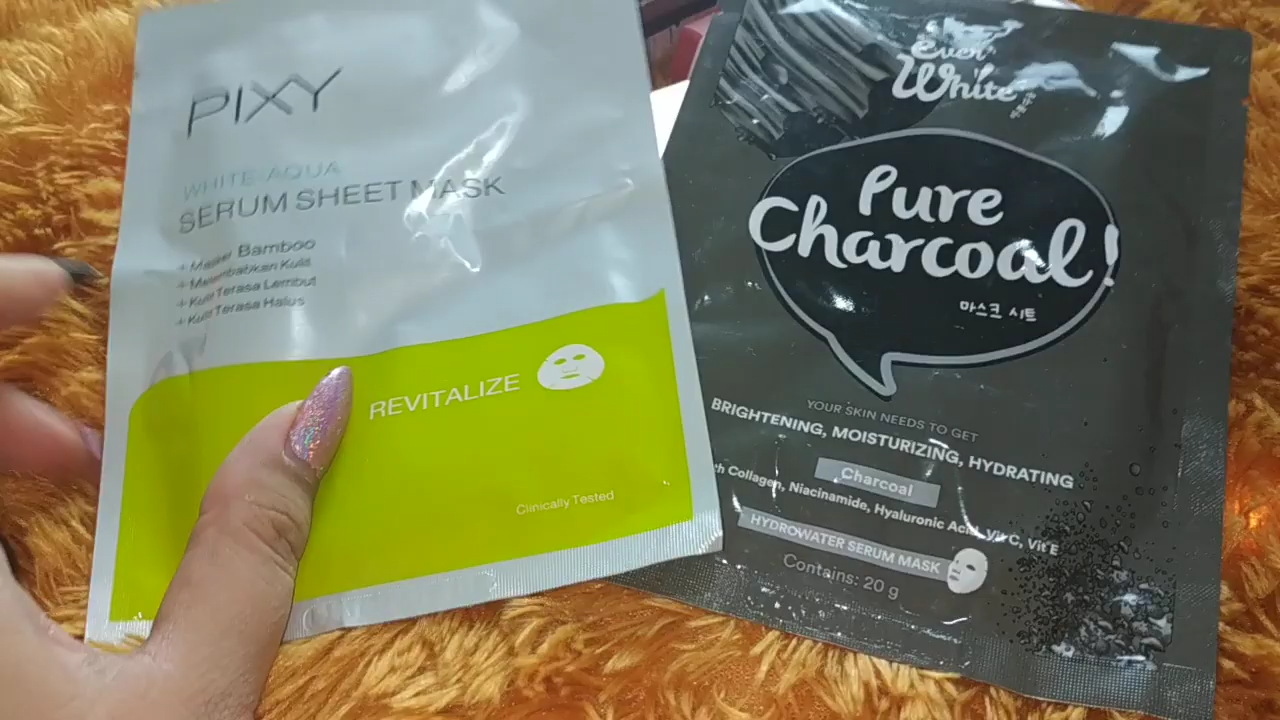 PIXY
WHITE AQUA
SERUM SHEET MASK
+ Masker Bamboo
+ Melembabkan Kulit
+ Kulit Terasa Lembut
+ Kulit Terasa Halus
REVITALIZE
Clinically Tested
Ever
White
Pure
Charcoal!
마스크 시트
YOUR SKIN NEEDS TO GET
BRIGHTENING, MOISTURIZING, HYDRATING
Charcoal
Collagen, Niacinamide, Hyaluronic Acid, Vit C, Vit E
HYDROWATER SERUM MASK
Contains: 20 g